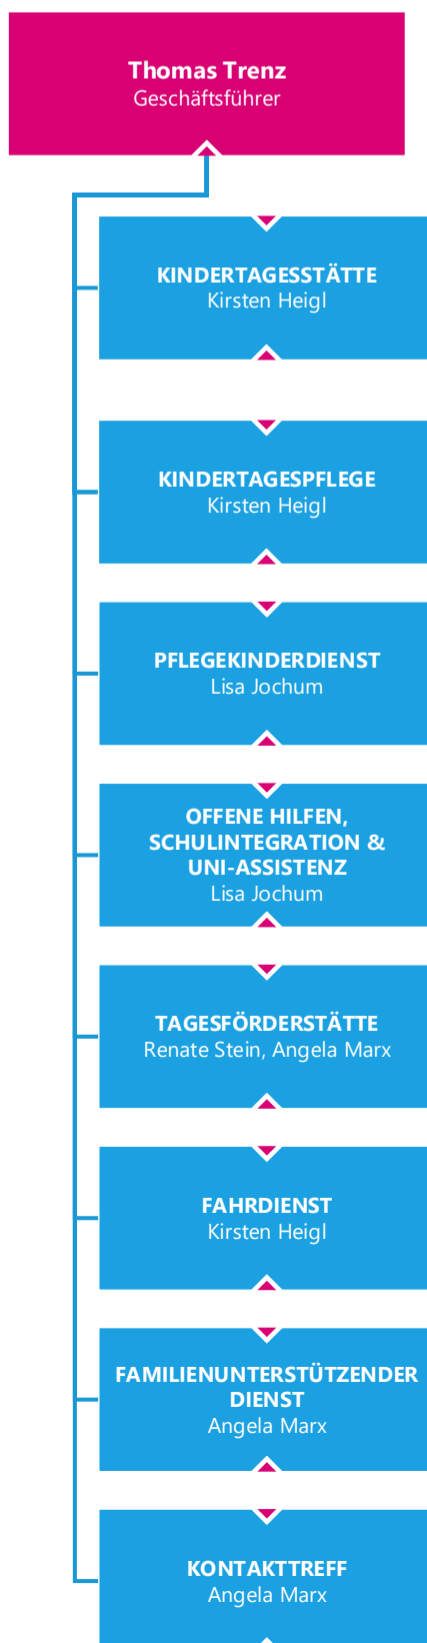 Thomas Trenz
Geschäftsführer
KINDERTAGESSTÄTTE
Kirsten Heigl
KINDERTAGESPFLEGE
Kirsten Heigl
PFLEGEKINDERDIENST
Lisa Jochum
OFFENE HILFEN,
SCHULINTEGRATION &
UNI-ASSISTENZ
Lisa Jochum
TAGESFÖRDERSTÄTTE
Renate Stein, Angela Marx
FAHRDIENST
Kirsten Heigl
FAMILIENUNTERSTÜTZENDER
DIENST
Angela Marx
KONTAKTTREFF
Angela Marx